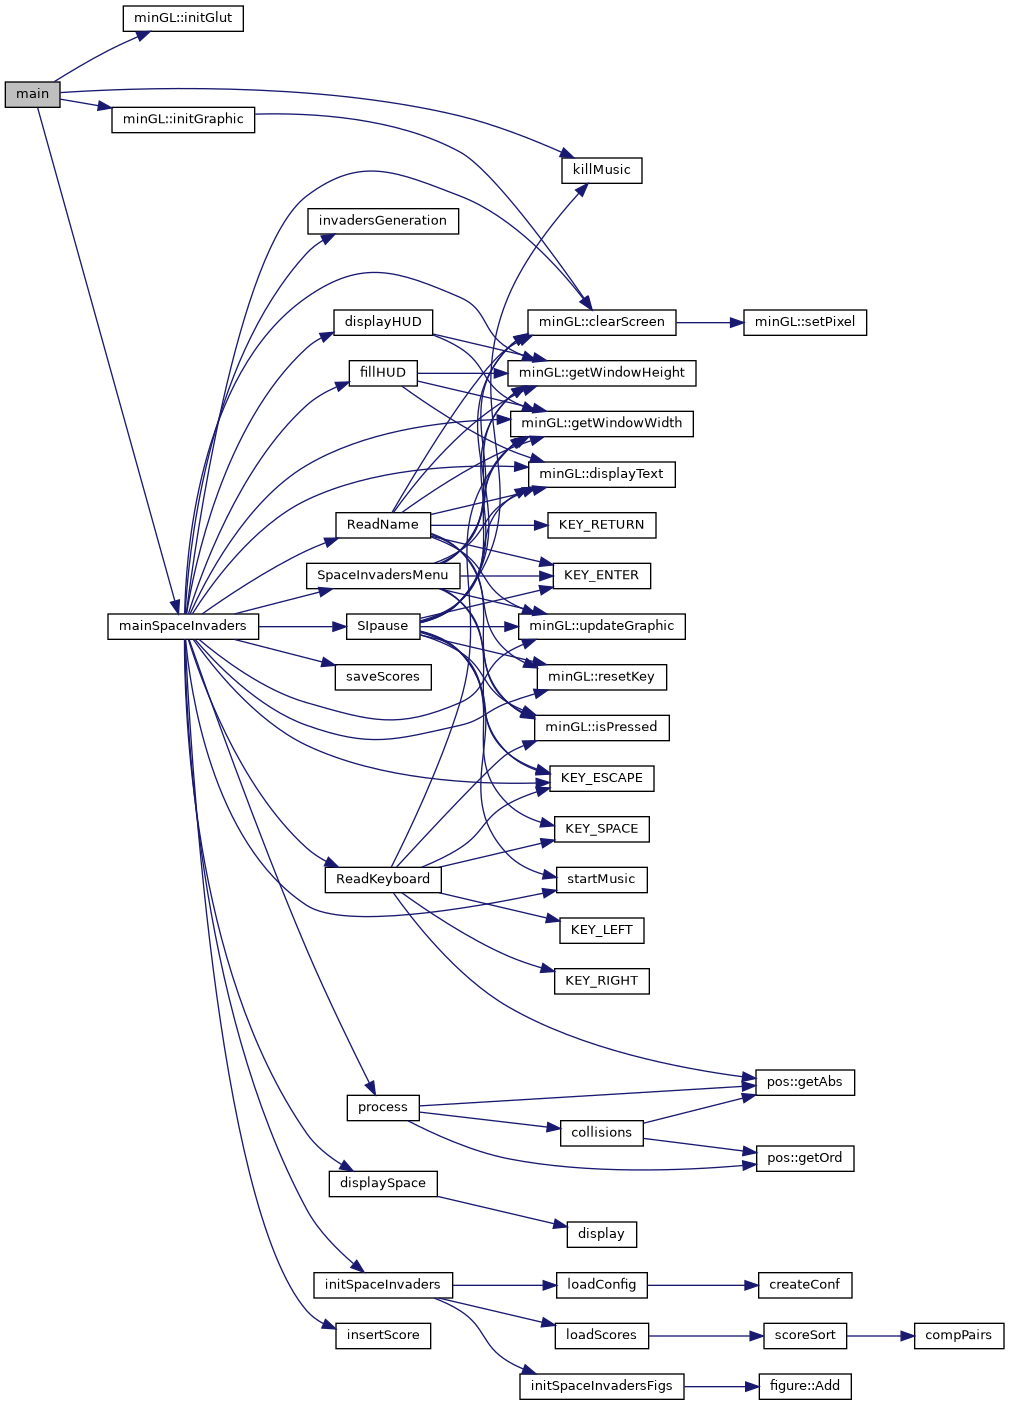 minGL::initGlut
main
minGL::initGraphic
killMusic
invadersGeneration
displayHUD
minGL::clearScreen
minGL::setPixel
fillHUD
minGL::getWindowHeight
minGL::getWindowWidth
minGL::displayText
ReadName
KEY_RETURN
SpaceInvadersMenu
KEY_ENTER
mainSpaceInvaders
SIpause
minGL::updateGraphic
saveScores
minGL::resetKey
minGL::isPressed
KEY_ESCAPE
KEY_SPACE
ReadKeyboard
startMusic
KEY_LEFT
KEY_RIGHT
pos::getAbs
process
collisions
pos::getOrd
displaySpace
display
initSpaceInvaders
loadConfig
createConf
insertScore
loadScores
scoreSort
compPairs
initSpaceInvadersFigs
figure::Add